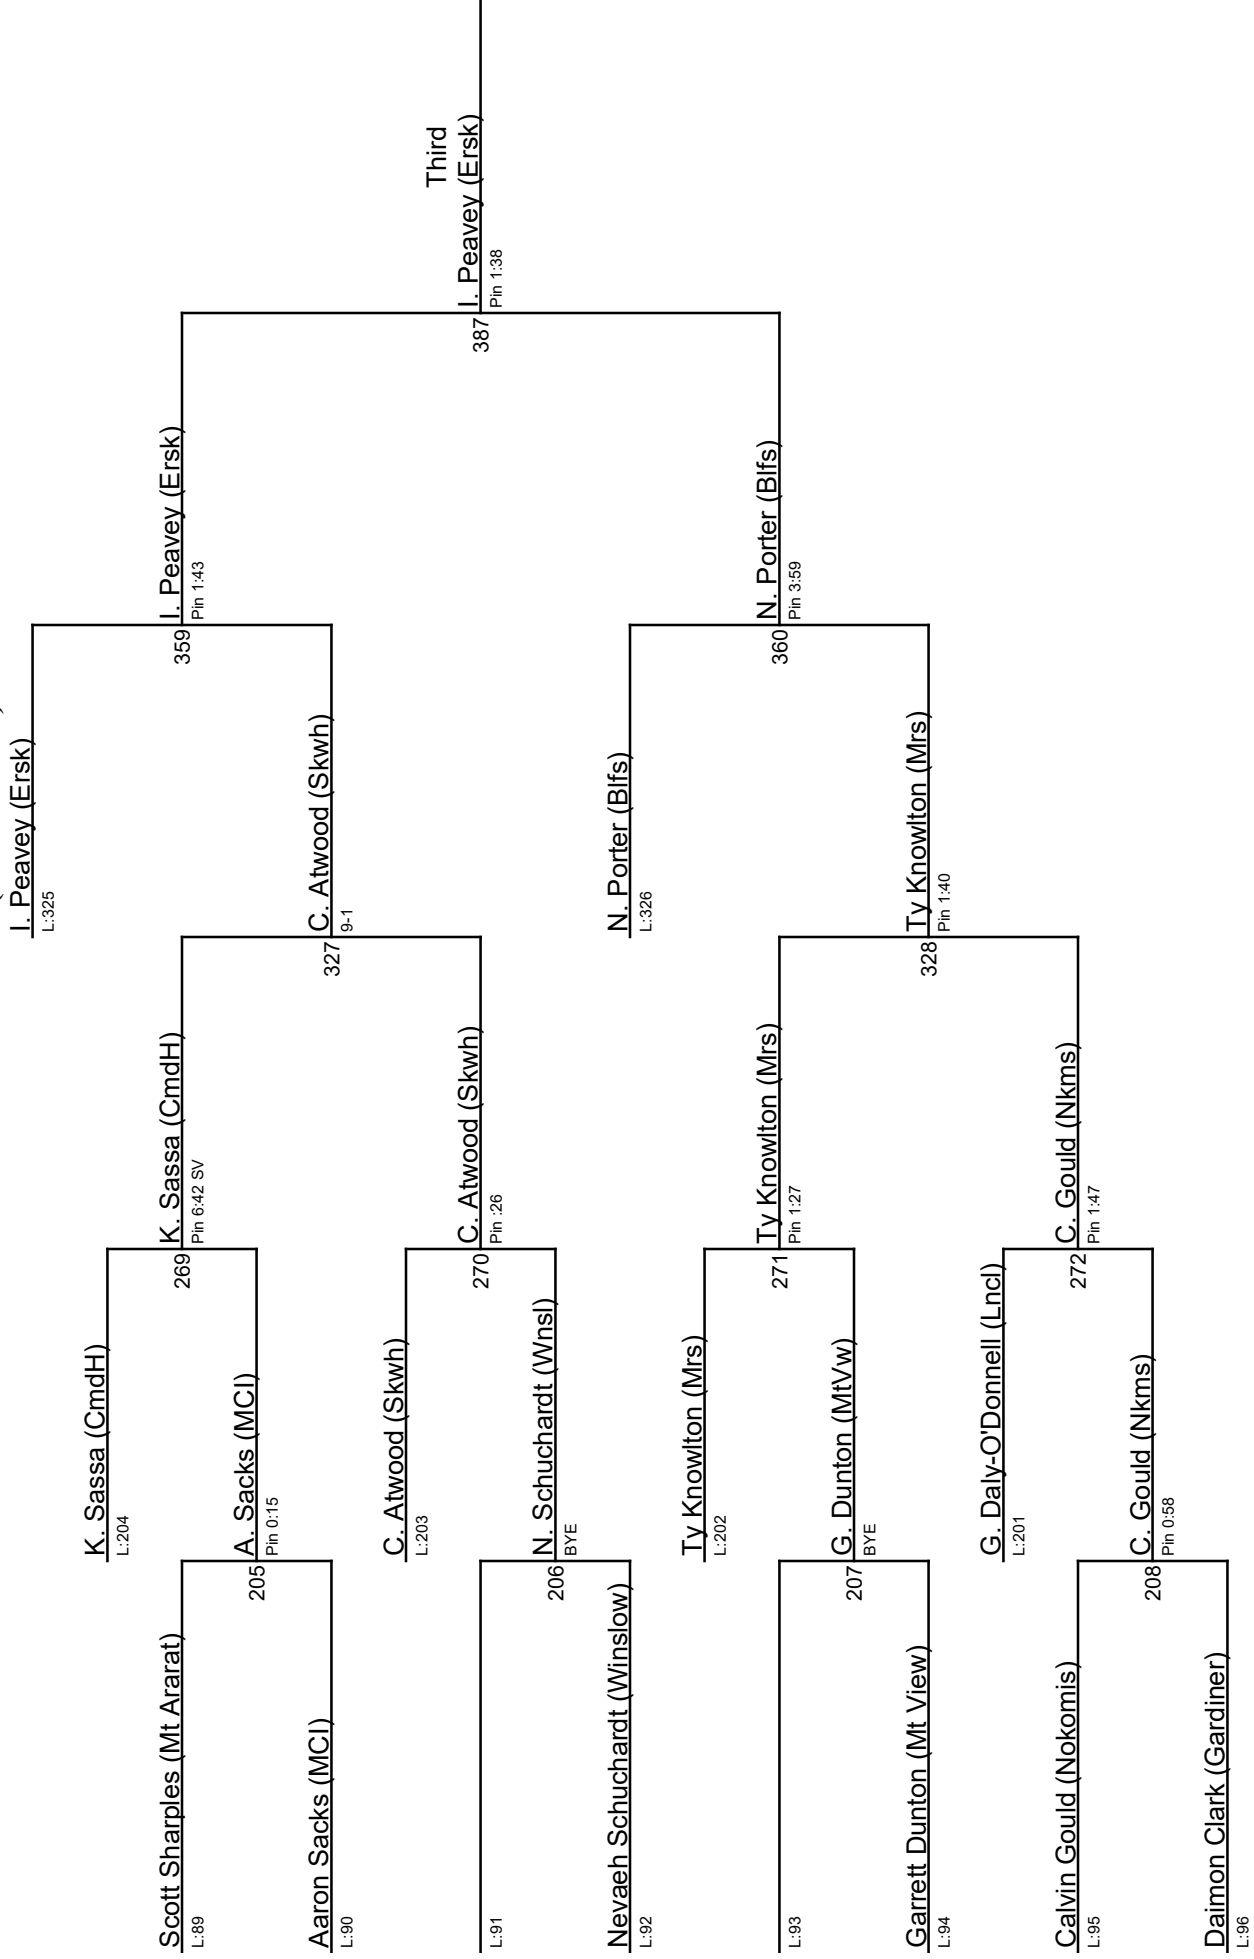 Scott Sharples (Mt Ararat)
L:89
Aaron Sacks (MCI)
L:90
L:91
Nevaeh Schuchardt (Winslow)
L:92
L:93
Garrett Dunton (Mt View)
L:94
Calvin Gould (Nokomis)
L:95
Daimon Clark (Gardiner)
L:96
K. Sassa (CmdH)
L:204
205
A. Sacks (MCI)
Pin 0:15
C. Atwood (Skwh)
L:203
206
N. Schuchardt (Wnsl)
BYE
Ty Knowlton (Mrs)
L:202
207
G. Dunton (MtVw)
BYE
G. Daly-O'Donnell (Lncl)
L:201
208
C. Gould (Nkms)
Pin 0:58
269
K. Sassa (CmdH)
Pin 6:42 SV
270
C. Atwood (Skwh)
Pin :26
271
Ty Knowlton (Mrs)
Pin 1:27
272
C. Gould (Nkms)
Pin 1:47
I. Peavey (Ersk)
L:325
327
C. Atwood (Skwh)
9-1
N. Porter (Blfs)
L:326
328
Ty Knowlton (Mrs)
Pin 1:40
359
I. Peavey (Ersk)
Pin 1:43
360
N. Porter (Blfs)
Pin 3:59
387
Third
I. Peavey (Ersk)
Pin 1:38